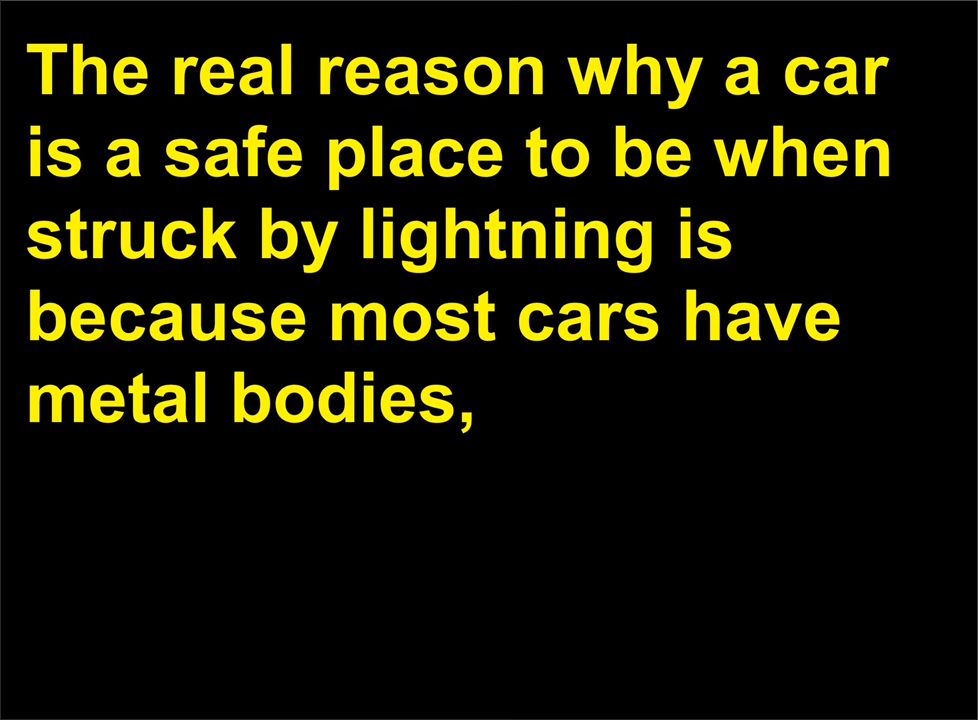 The real reason why a car
is a safe place to be when
struck by lightning is
because most cars have
metal bodies,